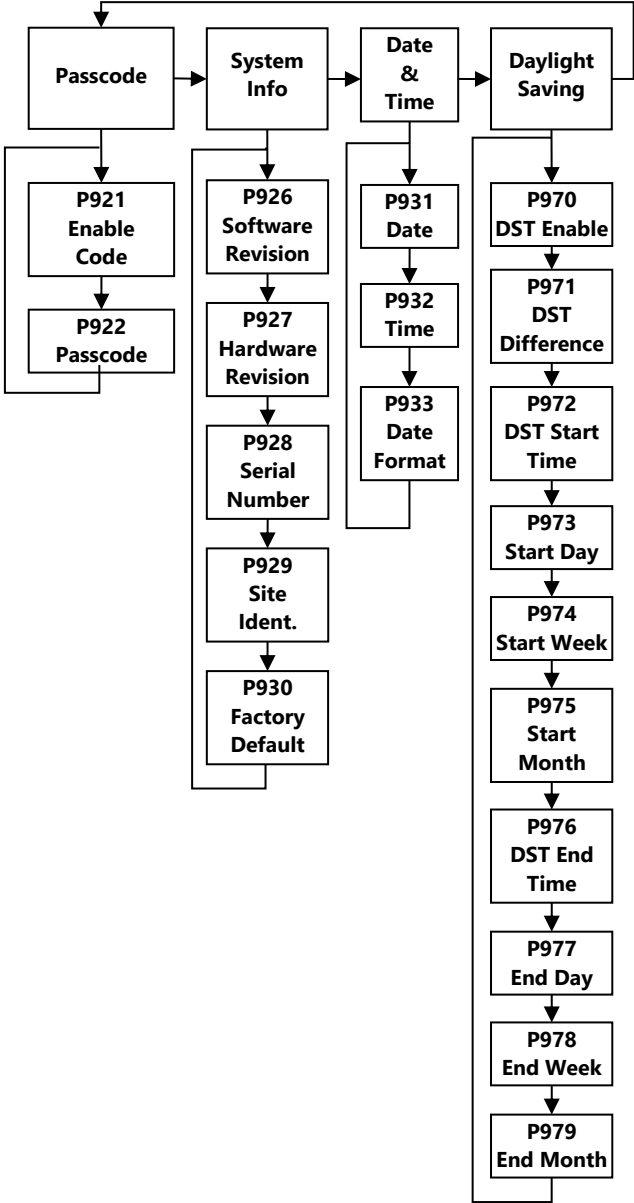 Passcode
System
Info
Date
&
Time
Daylight
Saving
P921
Enable
Code
P922
Passcode
P926
Software
Revision
P927
Hardware
Revision
P928
Serial
Number
P929
Site
Ident.
P930
Factory
Default
P931
Date
P932
Time
P933
Date
Format
P970
DST Enable
P971
DST
Difference
P972
DST Start
Time
P973
Start Day
P974
Start Week
P975
Start
Month
P976
DST End
Time
P977
End Day
P978
End Week
P979
End Month